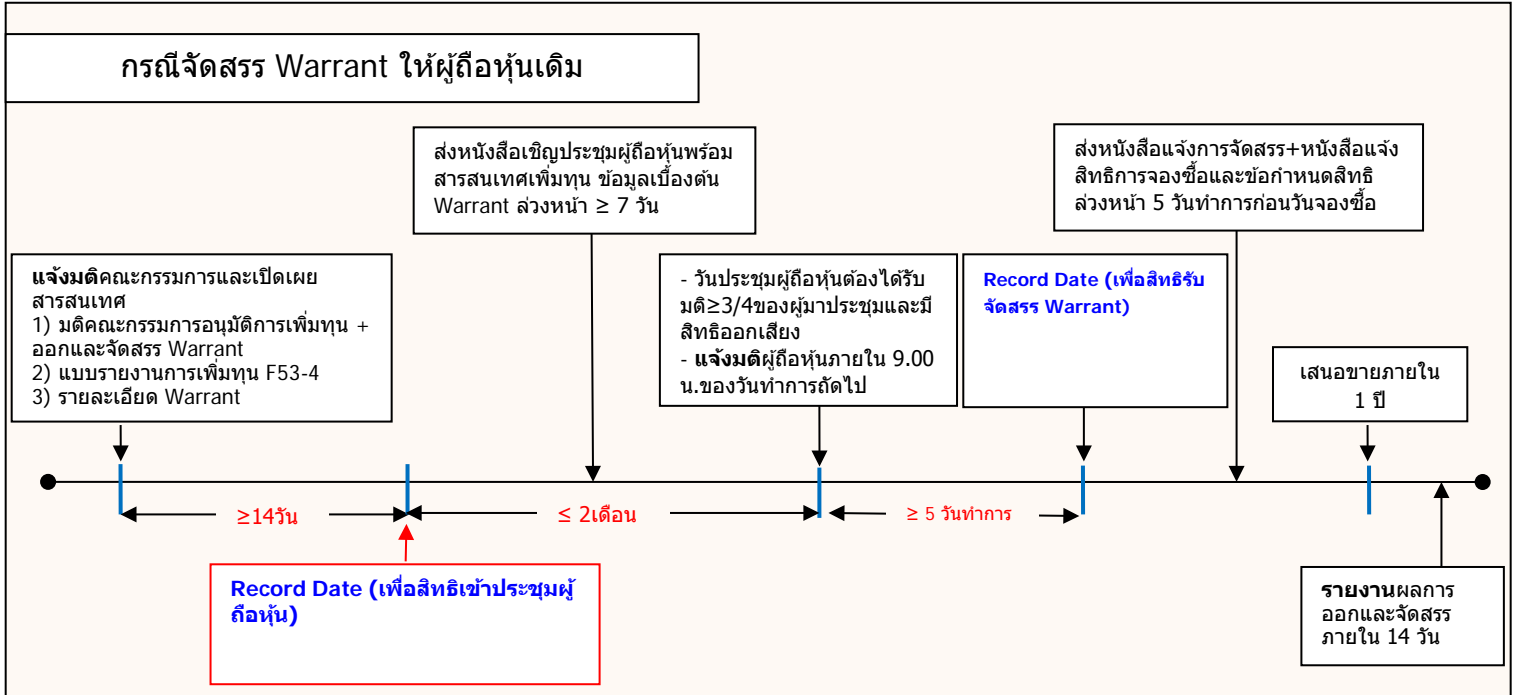 กรณีจัดสรร Warrant ให้ผู้ถือหุ้นเดิม
ส่งหนังสือเชิญประชุมผู้ถือหุ้นพร้อม
สารสนเทศเพิ่มทุน ข้อมูลเบื้องต้น
Warrant ล่วงหน้า ≥ 7 วัน
ส่งหนังสือแจ้งการจัดสรร+หนังสือแจ้ง
สิทธิการจองซื้อและข้อกำหนดสิทธิ
ล่วงหน้า 5 วันทำการก่อนวันจองซื้อ
แจ้งมติคณะกรรมการและเปิดเผย
สารสนเทศ
1) มติคณะกรรมการอนุมัติการเพิ่มทุน +
ออกและจัดสรร Warrant
2) แบบรายงานการเพิ่มทุน F53-4
3) รายละเอียด Warrant
- วันประชุมผู้ถือหุ้นต้องได้รับ
มติ≥3/4ของผู้มาประชุมและมี
สิทธิออกเสียง
- แจ้งมติผู้ถือหุ้นภายใน 9.00
น.ของวันทำการถัดไป
Record Date (เพื่อสิทธิรับ
จัดสรร Warrant)
เสนอขายภายใน
1 ปี
≥14วัน
≤ 2เดือน
≥ 5 วันทำการ
Record Date (เพื่อสิทธิเข้าประชุมผู้
ถือหุ้น)
รายงานผลการ
ออกและจัดสรร
ภายใน 14 วัน